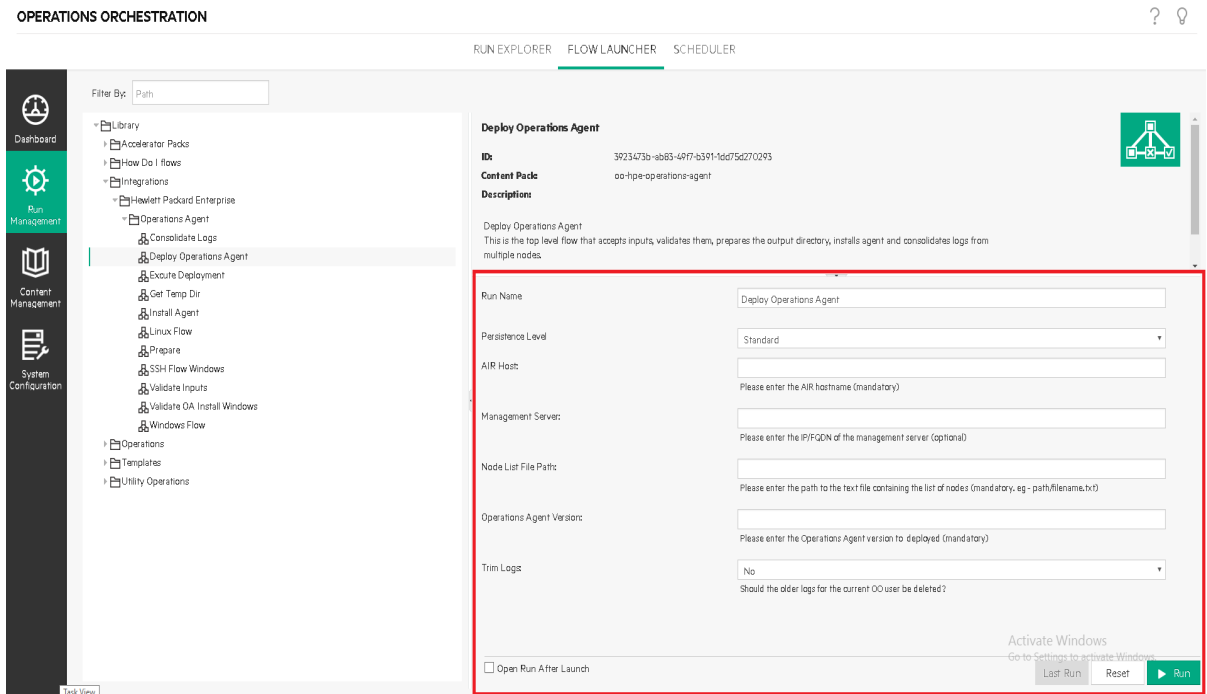 OPERATIONS ORCHESTRATION
?
RUN EXPLORER FLOW LAUNCHER SCHEDULER
Dashboard
Run
Management
Content
Management
System
Configuration
Filter By: Path
Library
Accelerator Packs
How Do I flows
Integrations
Hewlett Packard Enterprise
Operations Agent
Consolidate Logs
Deploy Operations Agent
Excute Deployment
Get Temp Dir
Install Agent
Linux Flow
Prepare
SSH Flow Windows
Validate Inputs
Validate OA Install Windows
Windows Flow
Operations
Templates
Utility Operations
Deploy Operations Agent
ID: 3923473b-ab83-49f7-b391-1dd75d270293
Content Pack: oo-hpe-operations-agent
Description:
Deploy Operations Agent
This is the top level flow that accepts inputs, validates them, prepares the output directory, installs agent and consolidates logs from
multiple nodes.
Run Name Deploy Operations Agent
Persistence Level Standard
AIR Host:
Please enter the AIR hostname (mandatory)
Management Server:
Please enter the IP/FQDN of the management server (optional)
Node List File Path:
Please enter the path to the text file containing the list of nodes (mandatory. eg - path/filename.txt)
Operations Agent Version:
Please enter the Operations Agent version to deployed (mandatory)
Trim Logs: No
Should the older logs for the current OO user be deleted?
Activate Windows
Go to Settings to activate Windows.
Open Run After Launch
Last Run Reset Run
Task View